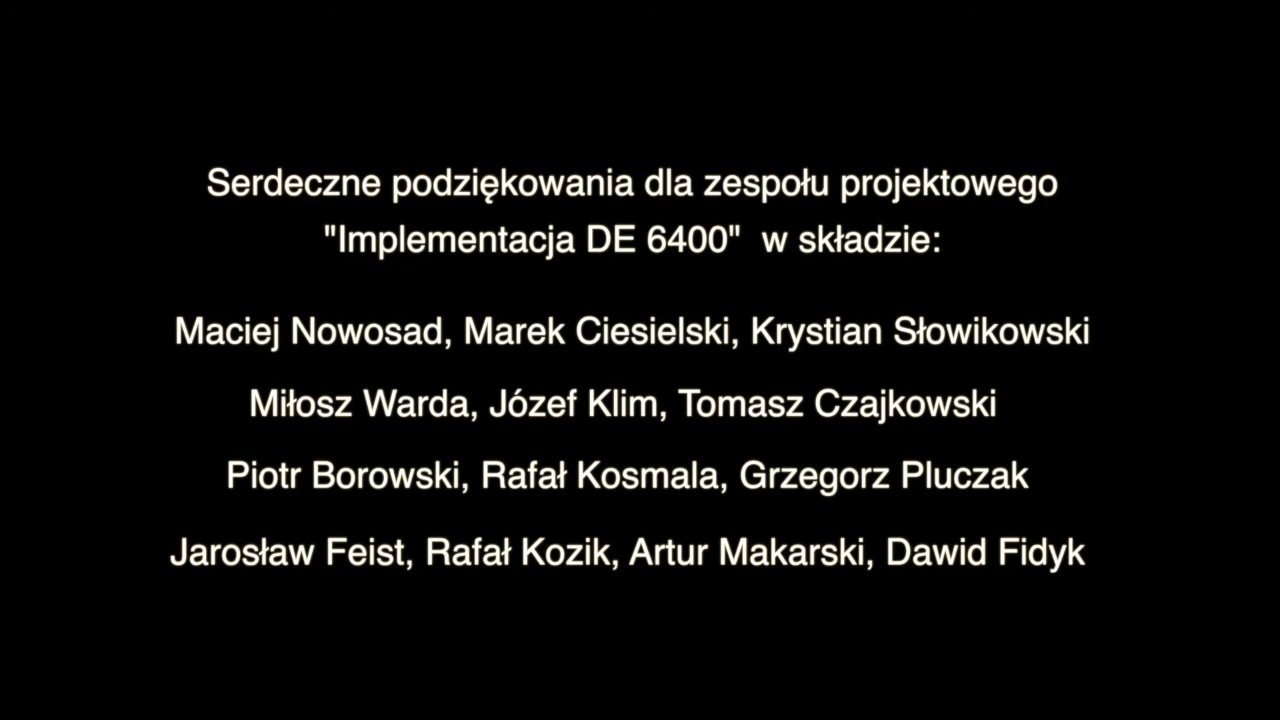 Serdeczne podziękowania dla zespołu projektowego
"Implementacja DE 6400"  w składzie:
Maciej Nowosad, Marek Ciesielski, Krystian Słowikowski
Miłosz Warda, Józef Klim, Tomasz Czajkowski
Piotr Borowski, Rafał Kosmala, Grzegorz Pluczak
Jarosław Feist, Rafał Kozik, Artur Makarski, Dawid Fidyk